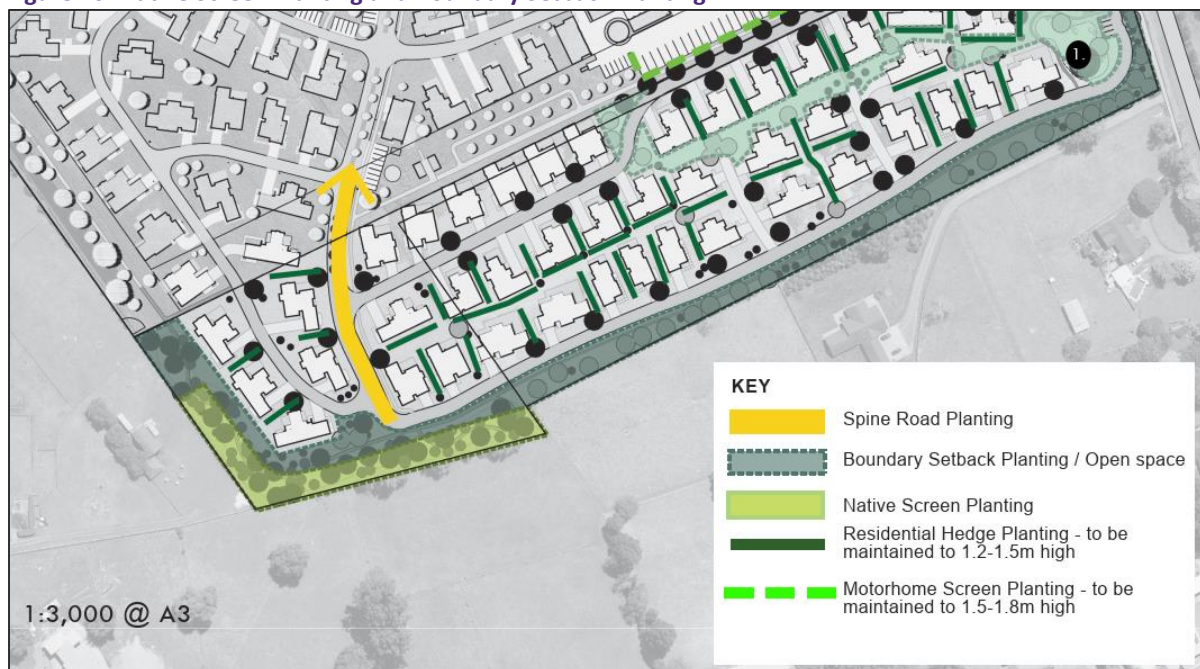 1.
KEY
Spine Road Planting
Boundary Setback Planting / Open space
Native Screen Planting
Residential Hedge Planting - to be
maintained to 1.2-1.5m high
Motorhome Screen Planting - to be
maintained to 1.5-1.8m high
1:3,000 @ A3